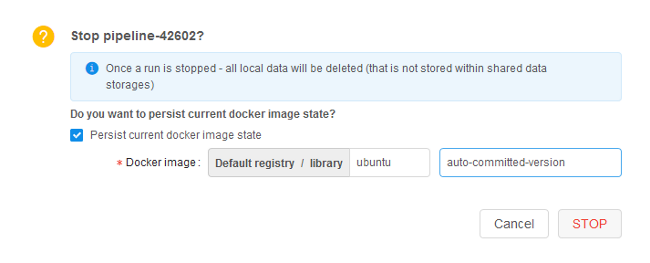 Stop pipeline-42602?
Once a run is stopped - all local data will be deleted (that is not stored within shared data
storages)
Do you want to persist current docker image state?
Persist current docker image state
* Docker image: Default registry / library ubuntu auto-committed-version
Cancel STOP